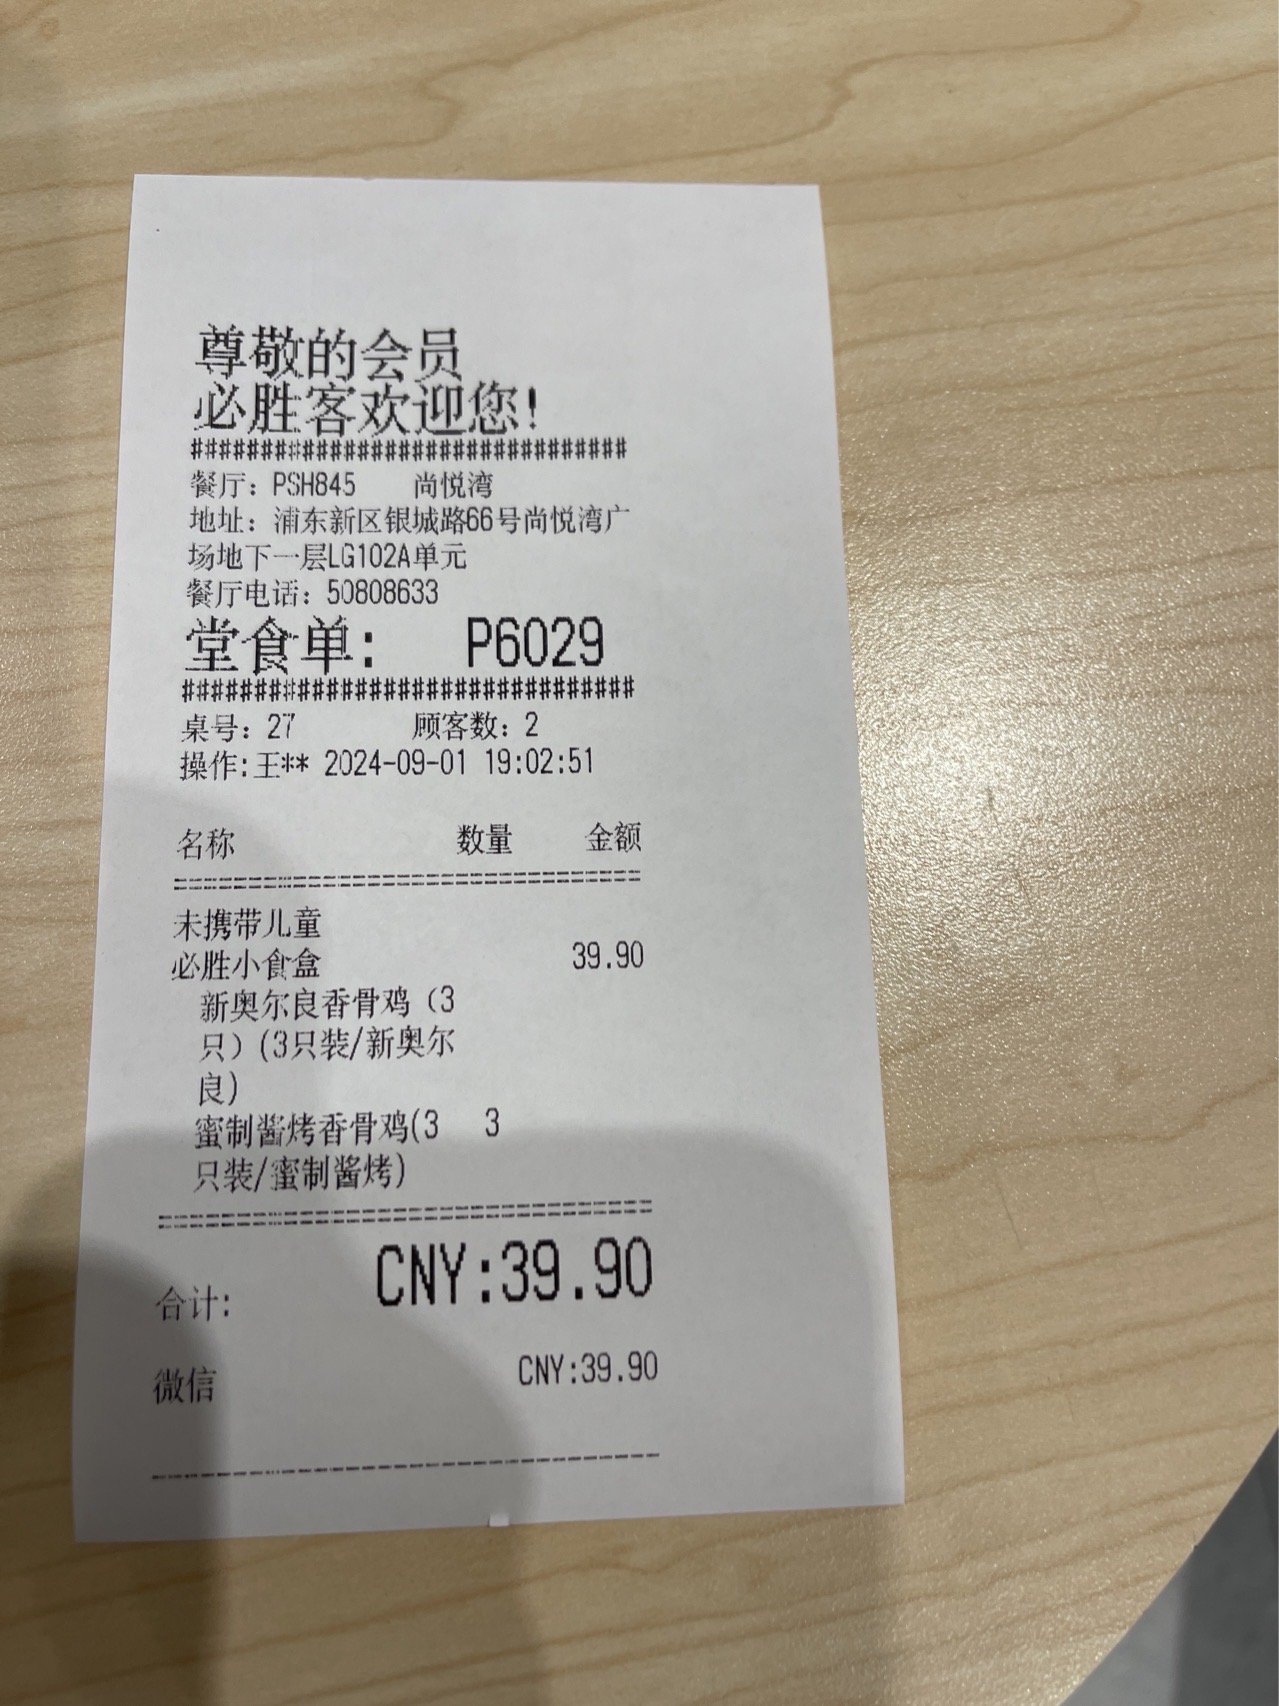 尊敬的会员
必胜客欢迎您!
################################
餐厅：PSH845 尚悦湾
地址：浦东新区银城路66号尚悦湾广
场地下一层LG102A单元
餐厅电话：50808633
堂食单： P6029
################################
桌号：27 顾客数：2
操作:王** 2024-09-01 19:02:51
名称 数量 金额
================================
未携带儿童
必胜小食盒 39.90
新奥尔良香骨鸡（3
只）(3只装/新奥尔
良)
蜜制酱烤香骨鸡(3 3
只装/蜜制酱烤)
================================
合计: CNY:39.90
微信 CNY:39.90
--------------------------------